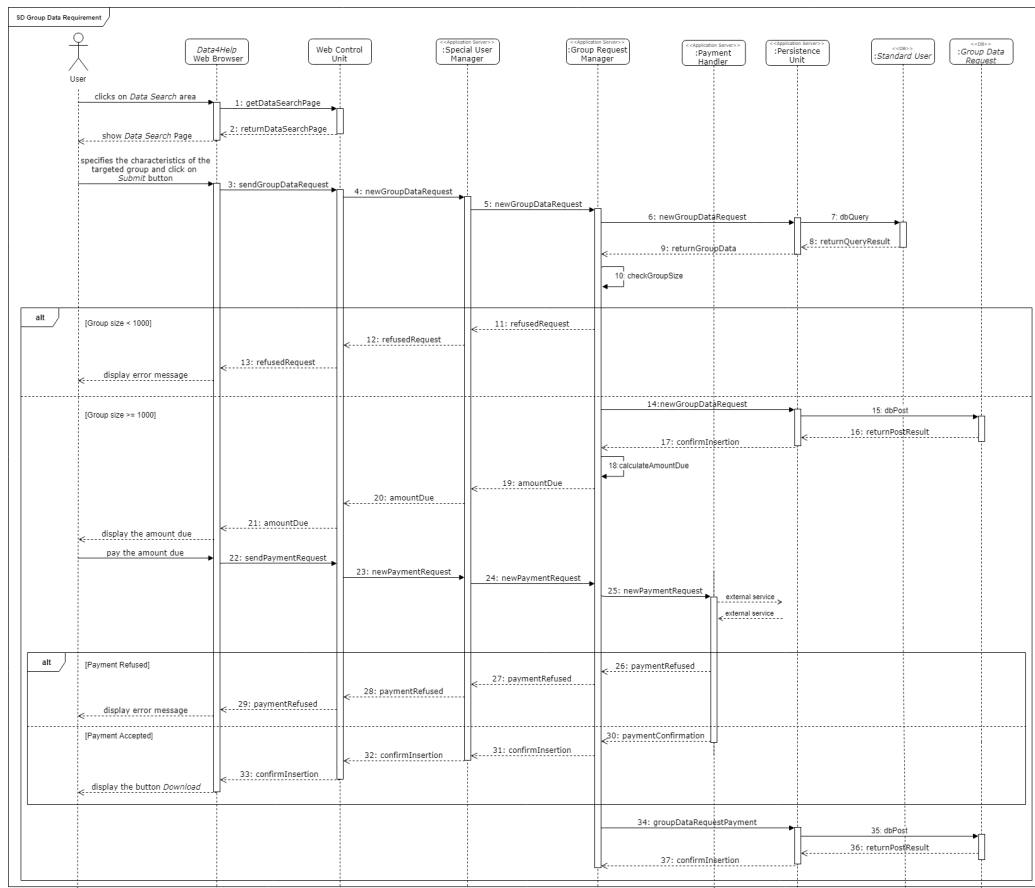 SD Group Data Requirement
User
Data4Help
Web Browser
Web Control
Unit
<<Application Server>>
:Special User
Manager
<<Application Server>>
:Group Request
Manager
<<Application Server>>
:Payment
Handler
<<Application Server>>
:Persistence
Unit
<<DB>>
:Standard User
<<DB>>
:Group Data
Request
clicks on Data Search area
1: getDataSearchPage
2: returnDataSearchPage
show Data Search Page
specifies the characteristics of the
targeted group and click on
Submit button
3: sendGroupDataRequest
4: newGroupDataRequest
5: newGroupDataRequest
6: newGroupDataRequest
7: dbQuery
8: returnQueryResult
9: returnGroupData
10: checkGroupSize
alt
[Group size < 1000]
11: refusedRequest
12: refusedRequest
13: refusedRequest
display error message
[Group size >= 1000]
14:newGroupDataRequest
15: dbPost
16: returnPostResult
17: confirmInsertion
18:calculateAmountDue
19: amountDue
20: amountDue
21: amountDue
display the amount due
pay the amount due
22: sendPaymentRequest
23: newPaymentRequest
24: newPaymentRequest
25: newPaymentRequest
external service
external service
alt
[Payment Refused]
26: paymentRefused
27: paymentRefused
28: paymentRefused
29: paymentRefused
display error message
[Payment Accepted]
30: paymentConfirmation
31: confirmInsertion
32: confirmInsertion
33: confirmInsertion
display the button Download
34: groupDataRequestPayment
35: dbPost
36: returnPostResult
37: confirmInsertion